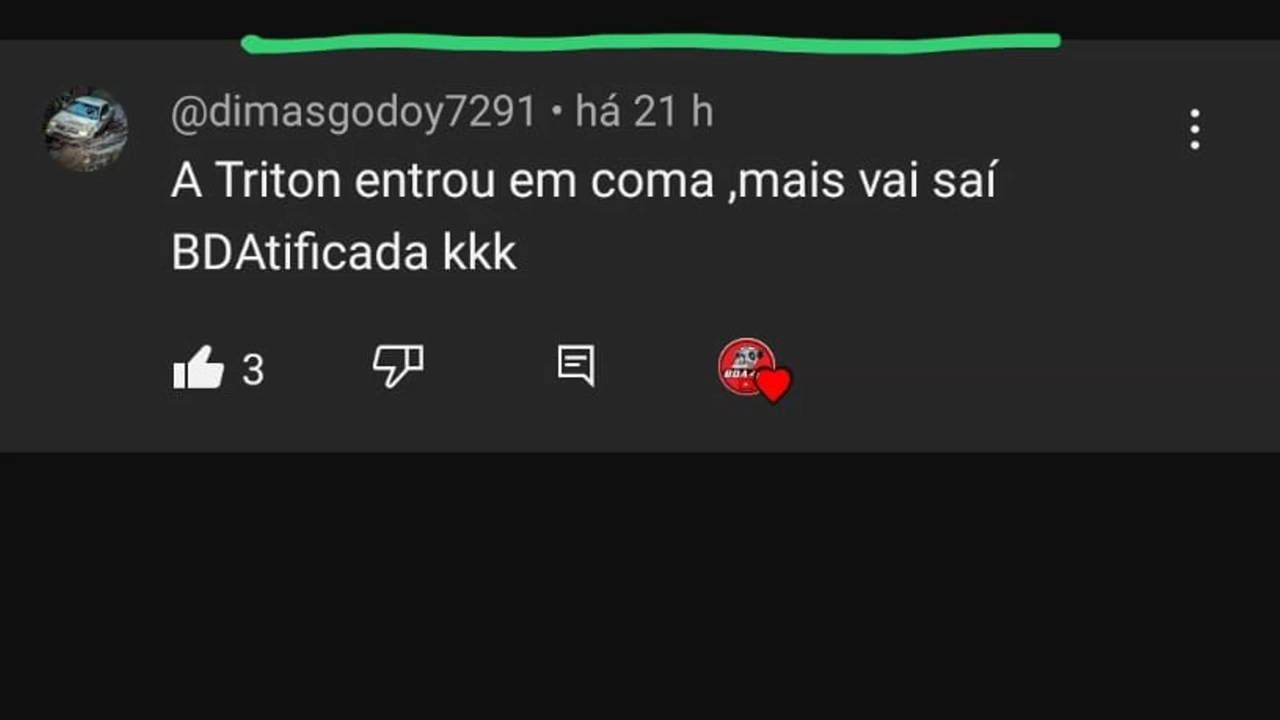 @dimasgodoy7291 • há 21 h
A Triton entrou em coma ,mais vai saí
BDAtificada kkk
3